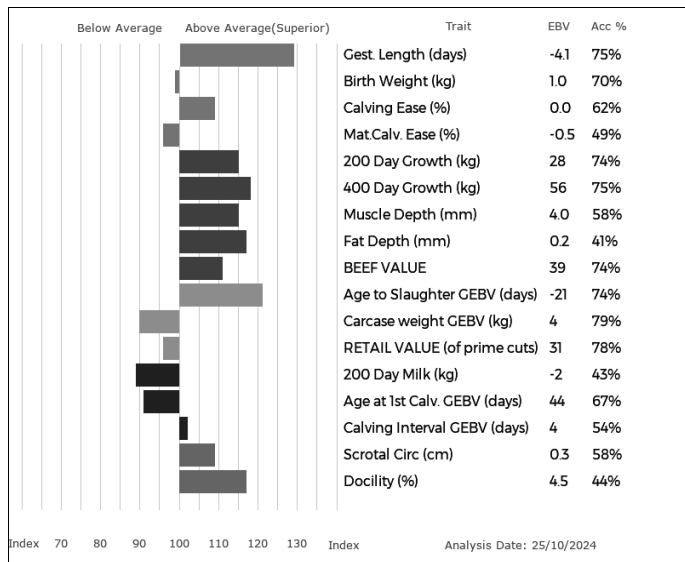 Below Average Above Average(Superior) Trait EBV Acc %
Gest. Length (days) -4.1 75%
Birth Weight (kg) 1.0 70%
Calving Ease (%) 0.0 62%
Mat.Calv. Ease (%) -0.5 49%
200 Day Growth (kg) 28 74%
400 Day Growth (kg) 56 75%
Muscle Depth (mm) 4.0 58%
Fat Depth (mm) 0.2 41%
BEEF VALUE 39 74%
Age to Slaughter GEBV (days) -21 74%
Carcase weight GEBV (kg) 4 79%
RETAIL VALUE (of prime cuts) 31 78%
200 Day Milk (kg) -2 43%
Age at 1st Calv. GEBV (days) 44 67%
Calving Interval GEBV (days) 4 54%
Scrotal Circ (cm) 0.3 58%
Docility (%) 4.5 44%
Index 70 80 90 100 110 120 130 Index Analysis Date: 25/10/2024